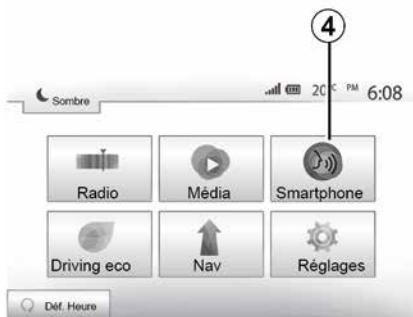 4
Sombre
20°C PM 6:08
Radio Média Smartphone
Driving eco Nav Réglages
Déf. Heure